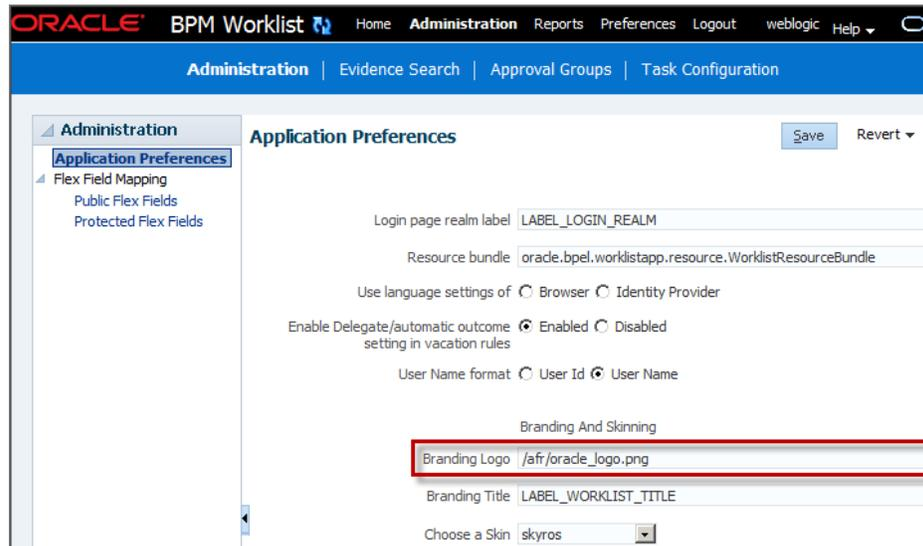 ORACLE® BPM Worklist Home Administration Reports Preferences Logout weblogic Help
Administration | Evidence Search | Approval Groups | Task Configuration
Administration
Application Preferences
Flex Field Mapping
Public Flex Fields
Protected Flex Fields
Application Preferences Save Revert
Login page realm label LABEL_LOGIN_REALM
Resource bundle oracle.bpel.worklistapp.resource.WorklistResourceBundle
Use language settings of Browser Identity Provider
Enable Delegate/automatic outcome Enabled Disabled
setting in vacation rules
User Name format User Id User Name
Branding And Skinning
Branding Logo /afr/oracle_logo.png
Branding Title LABEL_WORKLIST_TITLE
Choose a Skin skyros